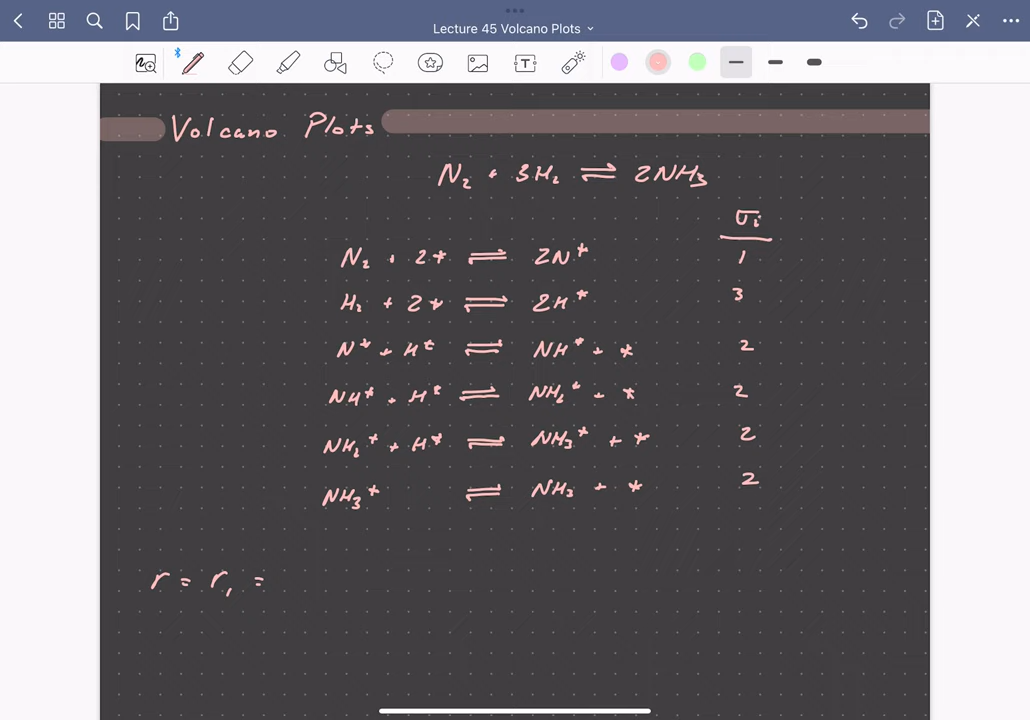 Lecture 45 Volcano Plots
Volcano Plots
N₂ + 3H₂ ⇌ 2NH₃
σᵢ
N₂ + 2* ⇌ 2N* 1
H₂ + 2* ⇌ 2H* 3
N* + H* ⇌ NH* + * 2
NH* + H* ⇌ NH₂* + * 2
NH₂* + H* ⇌ NH₃* + * 2
NH₃* ⇌ NH₃ + * 2
r = r₁ =